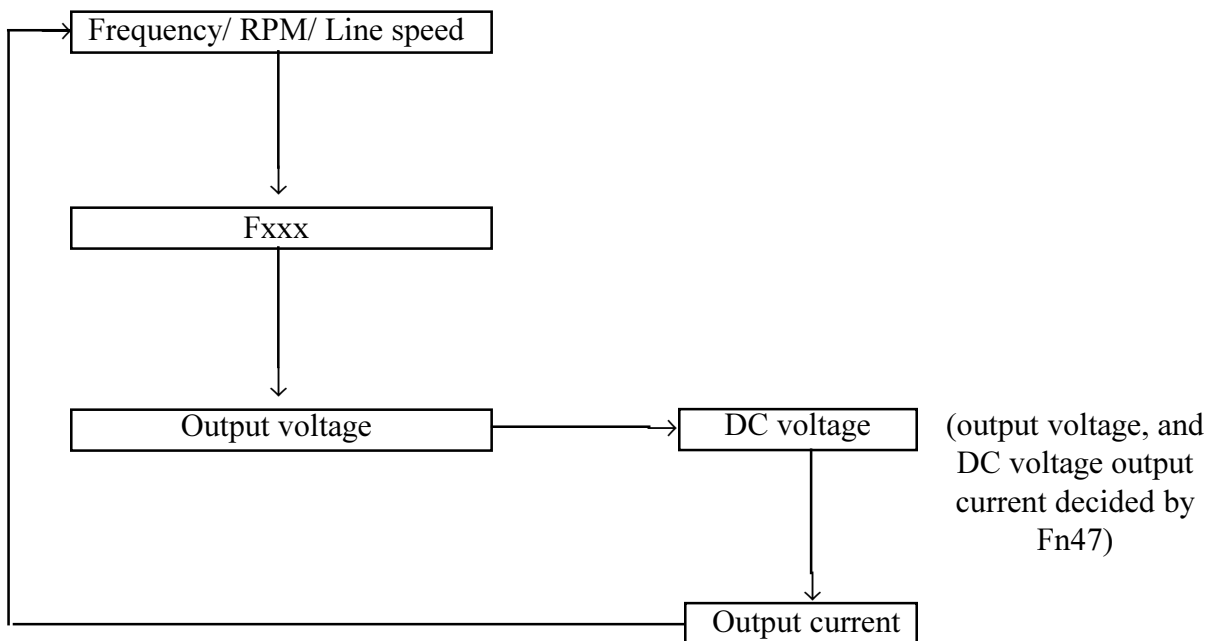 Frequency/ RPM/ Line speed
Fxxx
Output voltage
DC voltage
(output voltage, and
DC voltage output
current decided by
Fn47)
Output current